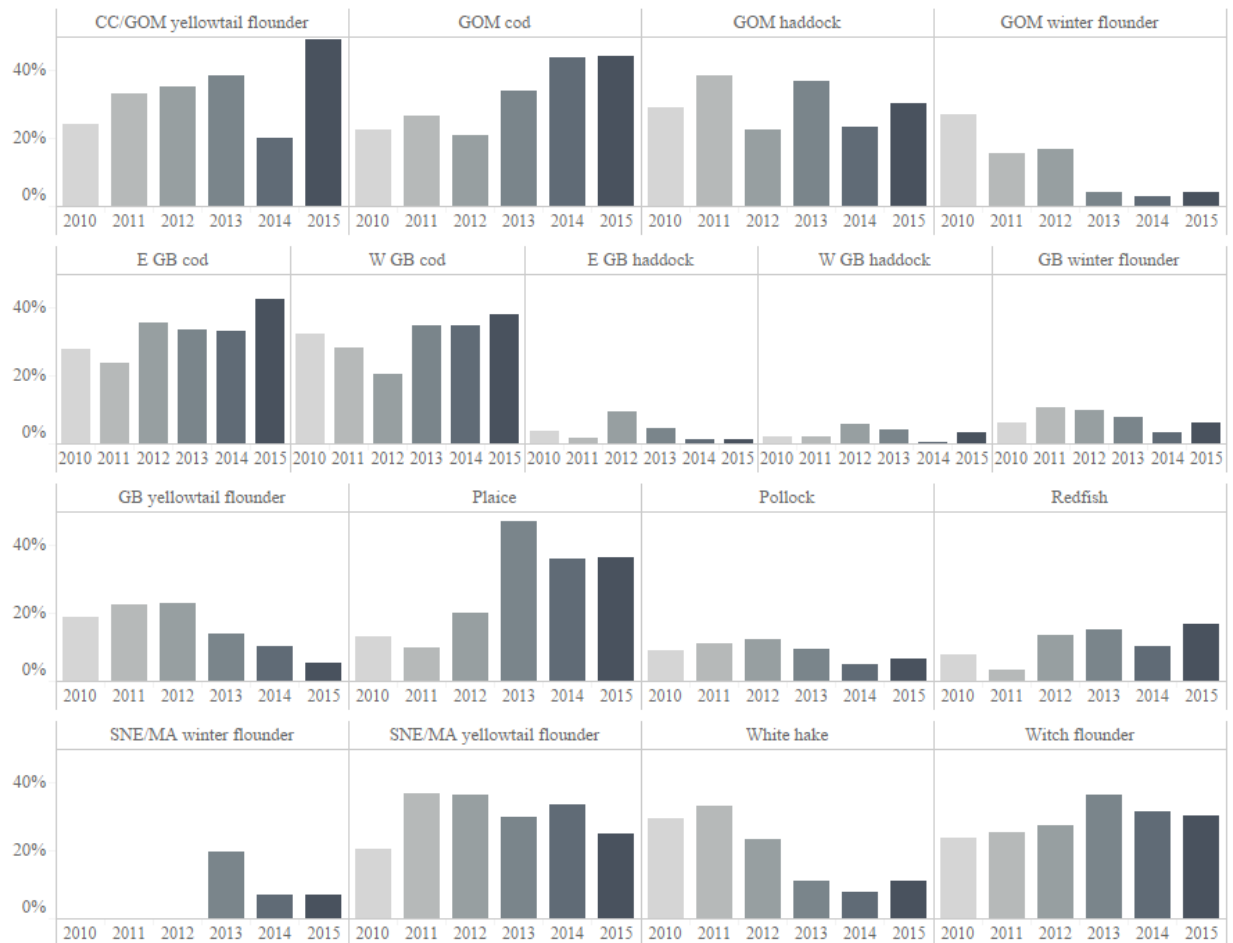 CC/GOM yellowtail flounder GOM cod GOM haddock GOM winter flounder
40%
20%
0%
2010 2011 2012 2013 2014 2015 2010 2011 2012 2013 2014 2015 2010 2011 2012 2013 2014 2015 2010 2011 2012 2013 2014 2015
E GB cod W GB cod E GB haddock W GB haddock GB winter flounder
40%
20%
0%
2010 2011 2012 2013 2014 2015 2010 2011 2012 2013 2014 2015 2010 2011 2012 2013 2014 2015 2010 2011 2012 2013 2014 2015 2010 2011 2012 2013 2014 2015
GB yellowtail flounder Plaice Pollock Redfish
40%
20%
0%
2010 2011 2012 2013 2014 2015 2010 2011 2012 2013 2014 2015 2010 2011 2012 2013 2014 2015 2010 2011 2012 2013 2014 2015
SNE/MA winter flounder SNE/MA yellowtail flounder White hake Witch flounder
40%
20%
0%
2010 2011 2012 2013 2014 2015 2010 2011 2012 2013 2014 2015 2010 2011 2012 2013 2014 2015 2010 2011 2012 2013 2014 2015